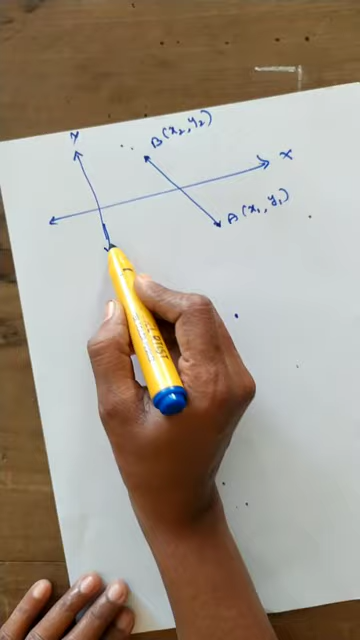 Y
B(x₂, y₂)
X
A(x₁, y₁)